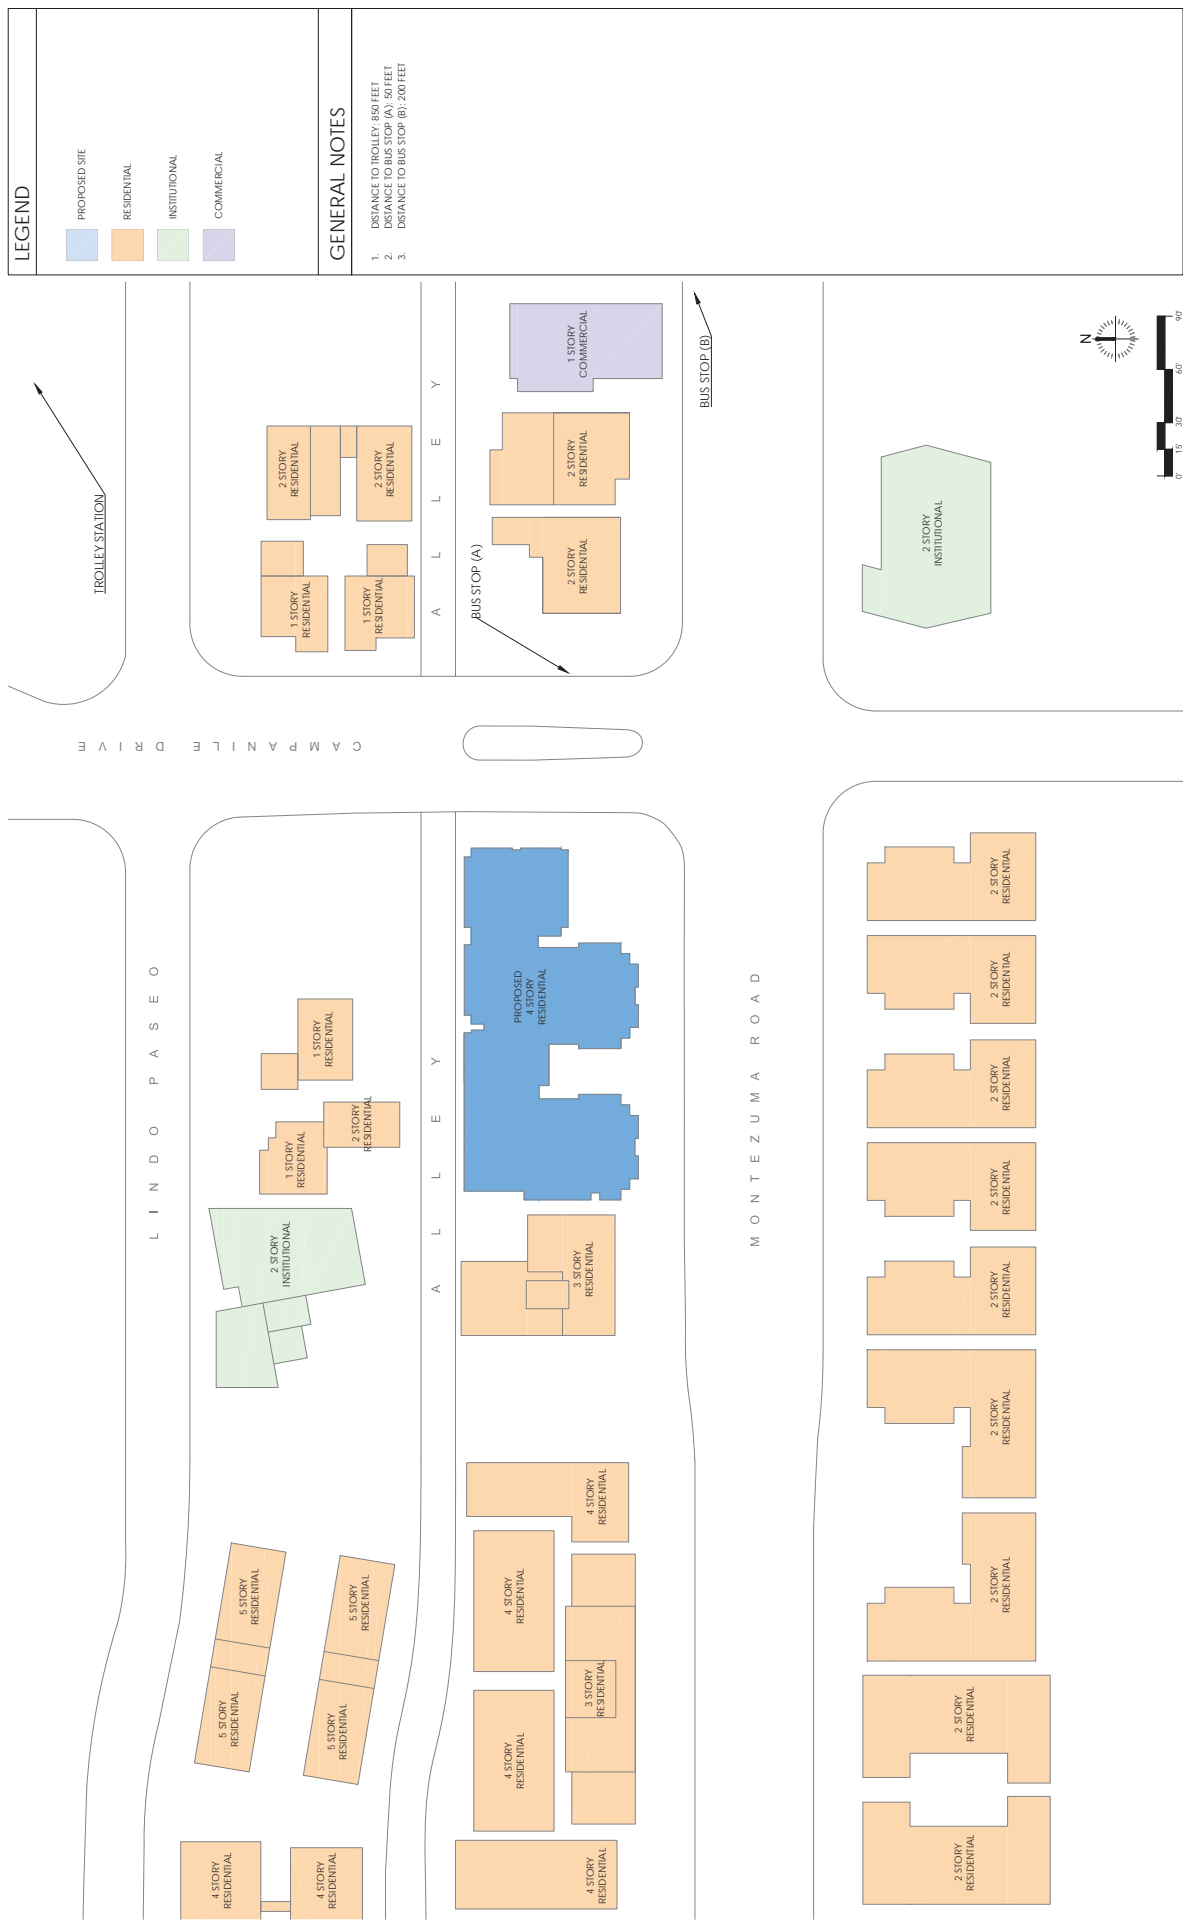 LEGEND
PROPOSED SITE
RESIDENTIAL
INSTITUTIONAL
COMMERCIAL
GENERAL NOTES
1. DISTANCE TO TROLLEY: 850 FEET
2. DISTANCE TO BUS STOP (A): 50 FEET
3. DISTANCE TO BUS STOP (B): 200 FEET
TROLLEY STATION
BUS STOP (A)
BUS STOP (B)
N
0'
15'
30'
60'
90'
CAMPANILE DRIVE
LINDO PASEO
ALLEY
ALLEY
MONTEZUMA ROAD
2 STORY
RESIDENTIAL
2 STORY
RESIDENTIAL
1 STORY
RESIDENTIAL
1 STORY
RESIDENTIAL
1 STORY
COMMERCIAL
2 STORY
RESIDENTIAL
2 STORY
RESIDENTIAL
2 STORY
INSTITUTIONAL
PROPOSED
4 STORY
RESIDENTIAL
1 STORY
RESIDENTIAL
2 STORY
RESIDENTIAL
1 STORY
RESIDENTIAL
2 STORY
INSTITUTIONAL
3 STORY
RESIDENTIAL
4 STORY
RESIDENTIAL
4 STORY
RESIDENTIAL
3 STORY
RESIDENTIAL
4 STORY
RESIDENTIAL
4 STORY
RESIDENTIAL
5 STORY
RESIDENTIAL
5 STORY
RESIDENTIAL
5 STORY
RESIDENTIAL
5 STORY
RESIDENTIAL
4 STORY
RESIDENTIAL
4 STORY
RESIDENTIAL
2 STORY
RESIDENTIAL
2 STORY
RESIDENTIAL
2 STORY
RESIDENTIAL
2 STORY
RESIDENTIAL
2 STORY
RESIDENTIAL
2 STORY
RESIDENTIAL
2 STORY
RESIDENTIAL
2 STORY
RESIDENTIAL
2 STORY
RESIDENTIAL